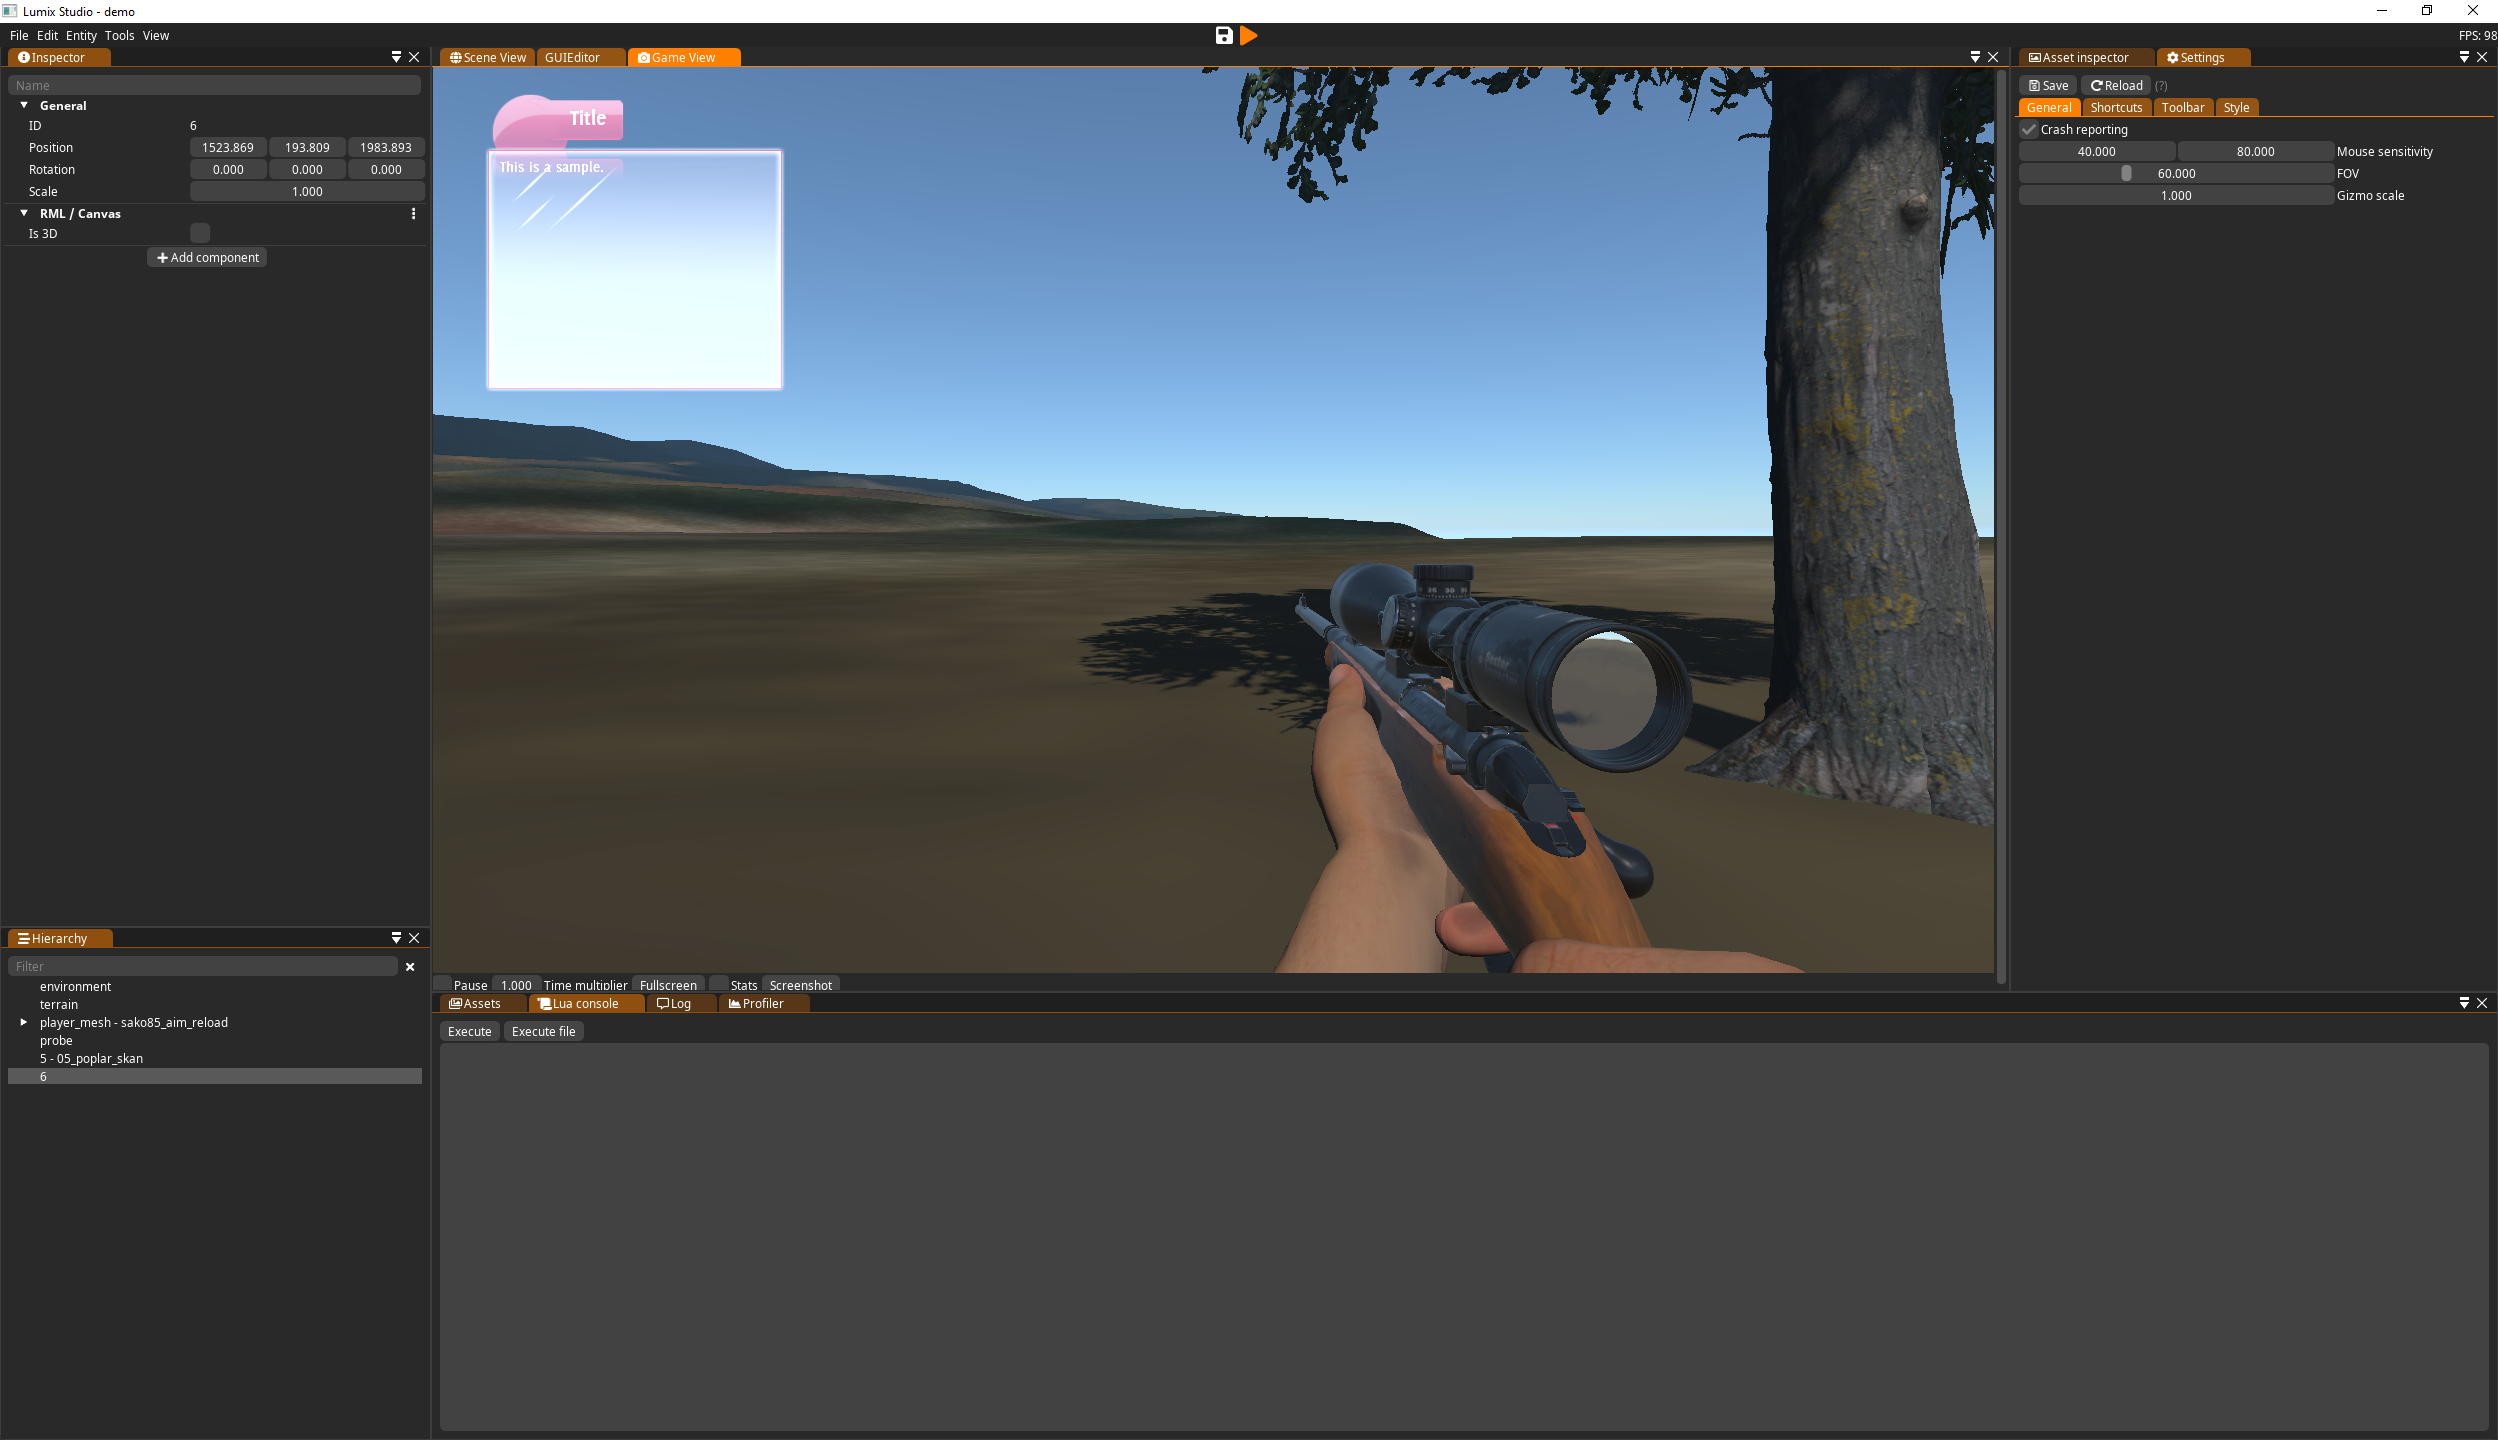 Lumix Studio - demo
File Edit Entity Tools View
FPS: 98
Inspector
Name
General
ID 6
Position 1523.869 193.809 1983.893
Rotation 0.000 0.000 0.000
Scale 1.000
RML / Canvas
Is 3D
Add component
Hierarchy
Filter
environment
terrain
player_mesh - sako85_aim_reload
probe
5 - 05_poplar_skan
6
Scene View GUIEditor Game View
Title
This is a sample.
26 30
Pause 1.000 Time multiplier Fullscreen Stats Screenshot
Assets Lua console Log Profiler
Execute Execute file
Asset inspector Settings
Save Reload (?)
General Shortcuts Toolbar Style
Crash reporting
40.000 80.000 Mouse sensitivity
60.000 FOV
1.000 Gizmo scale